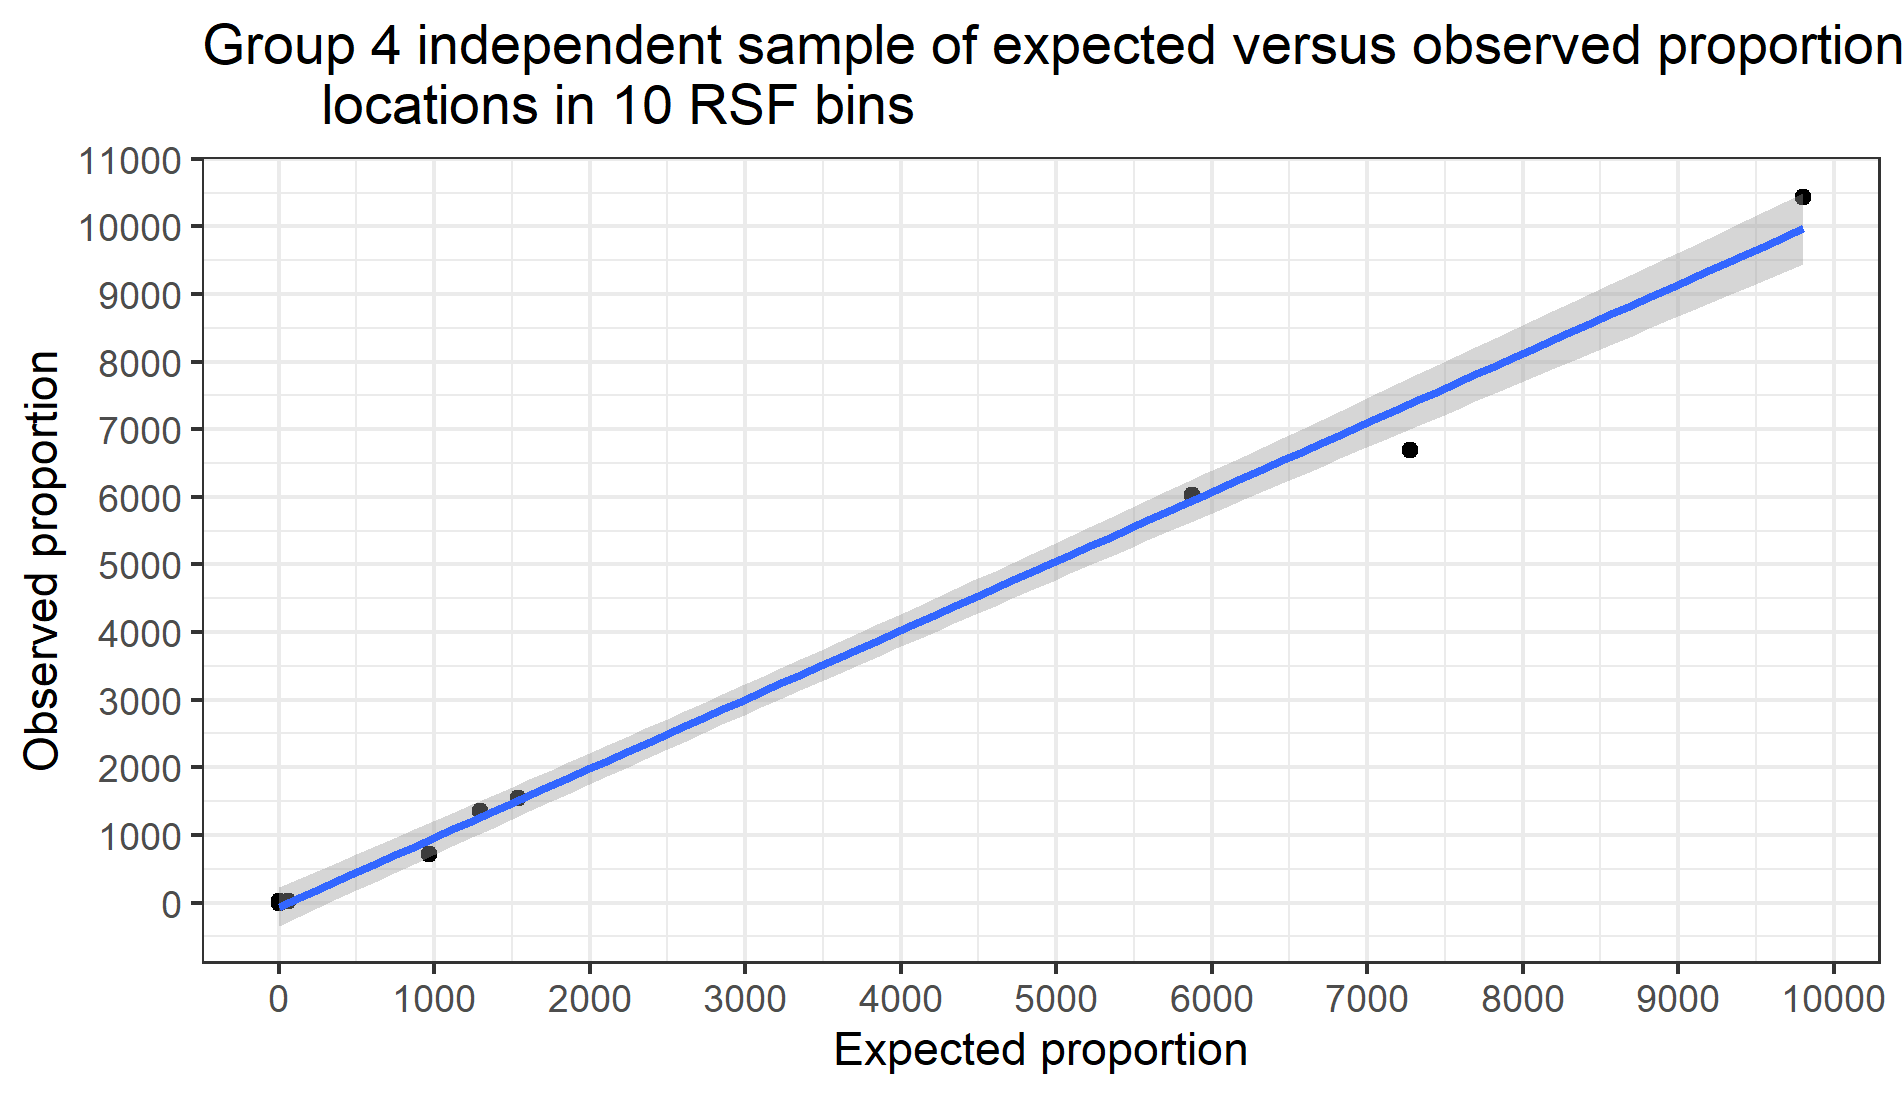 Group 4 independent sample of expected versus observed proportion
locations in 10 RSF bins
11000
10000
9000
8000
7000
6000
5000
4000
3000
2000
1000
0
Observed proportion
0 1000 2000 3000 4000 5000 6000 7000 8000 9000 10000
Expected proportion